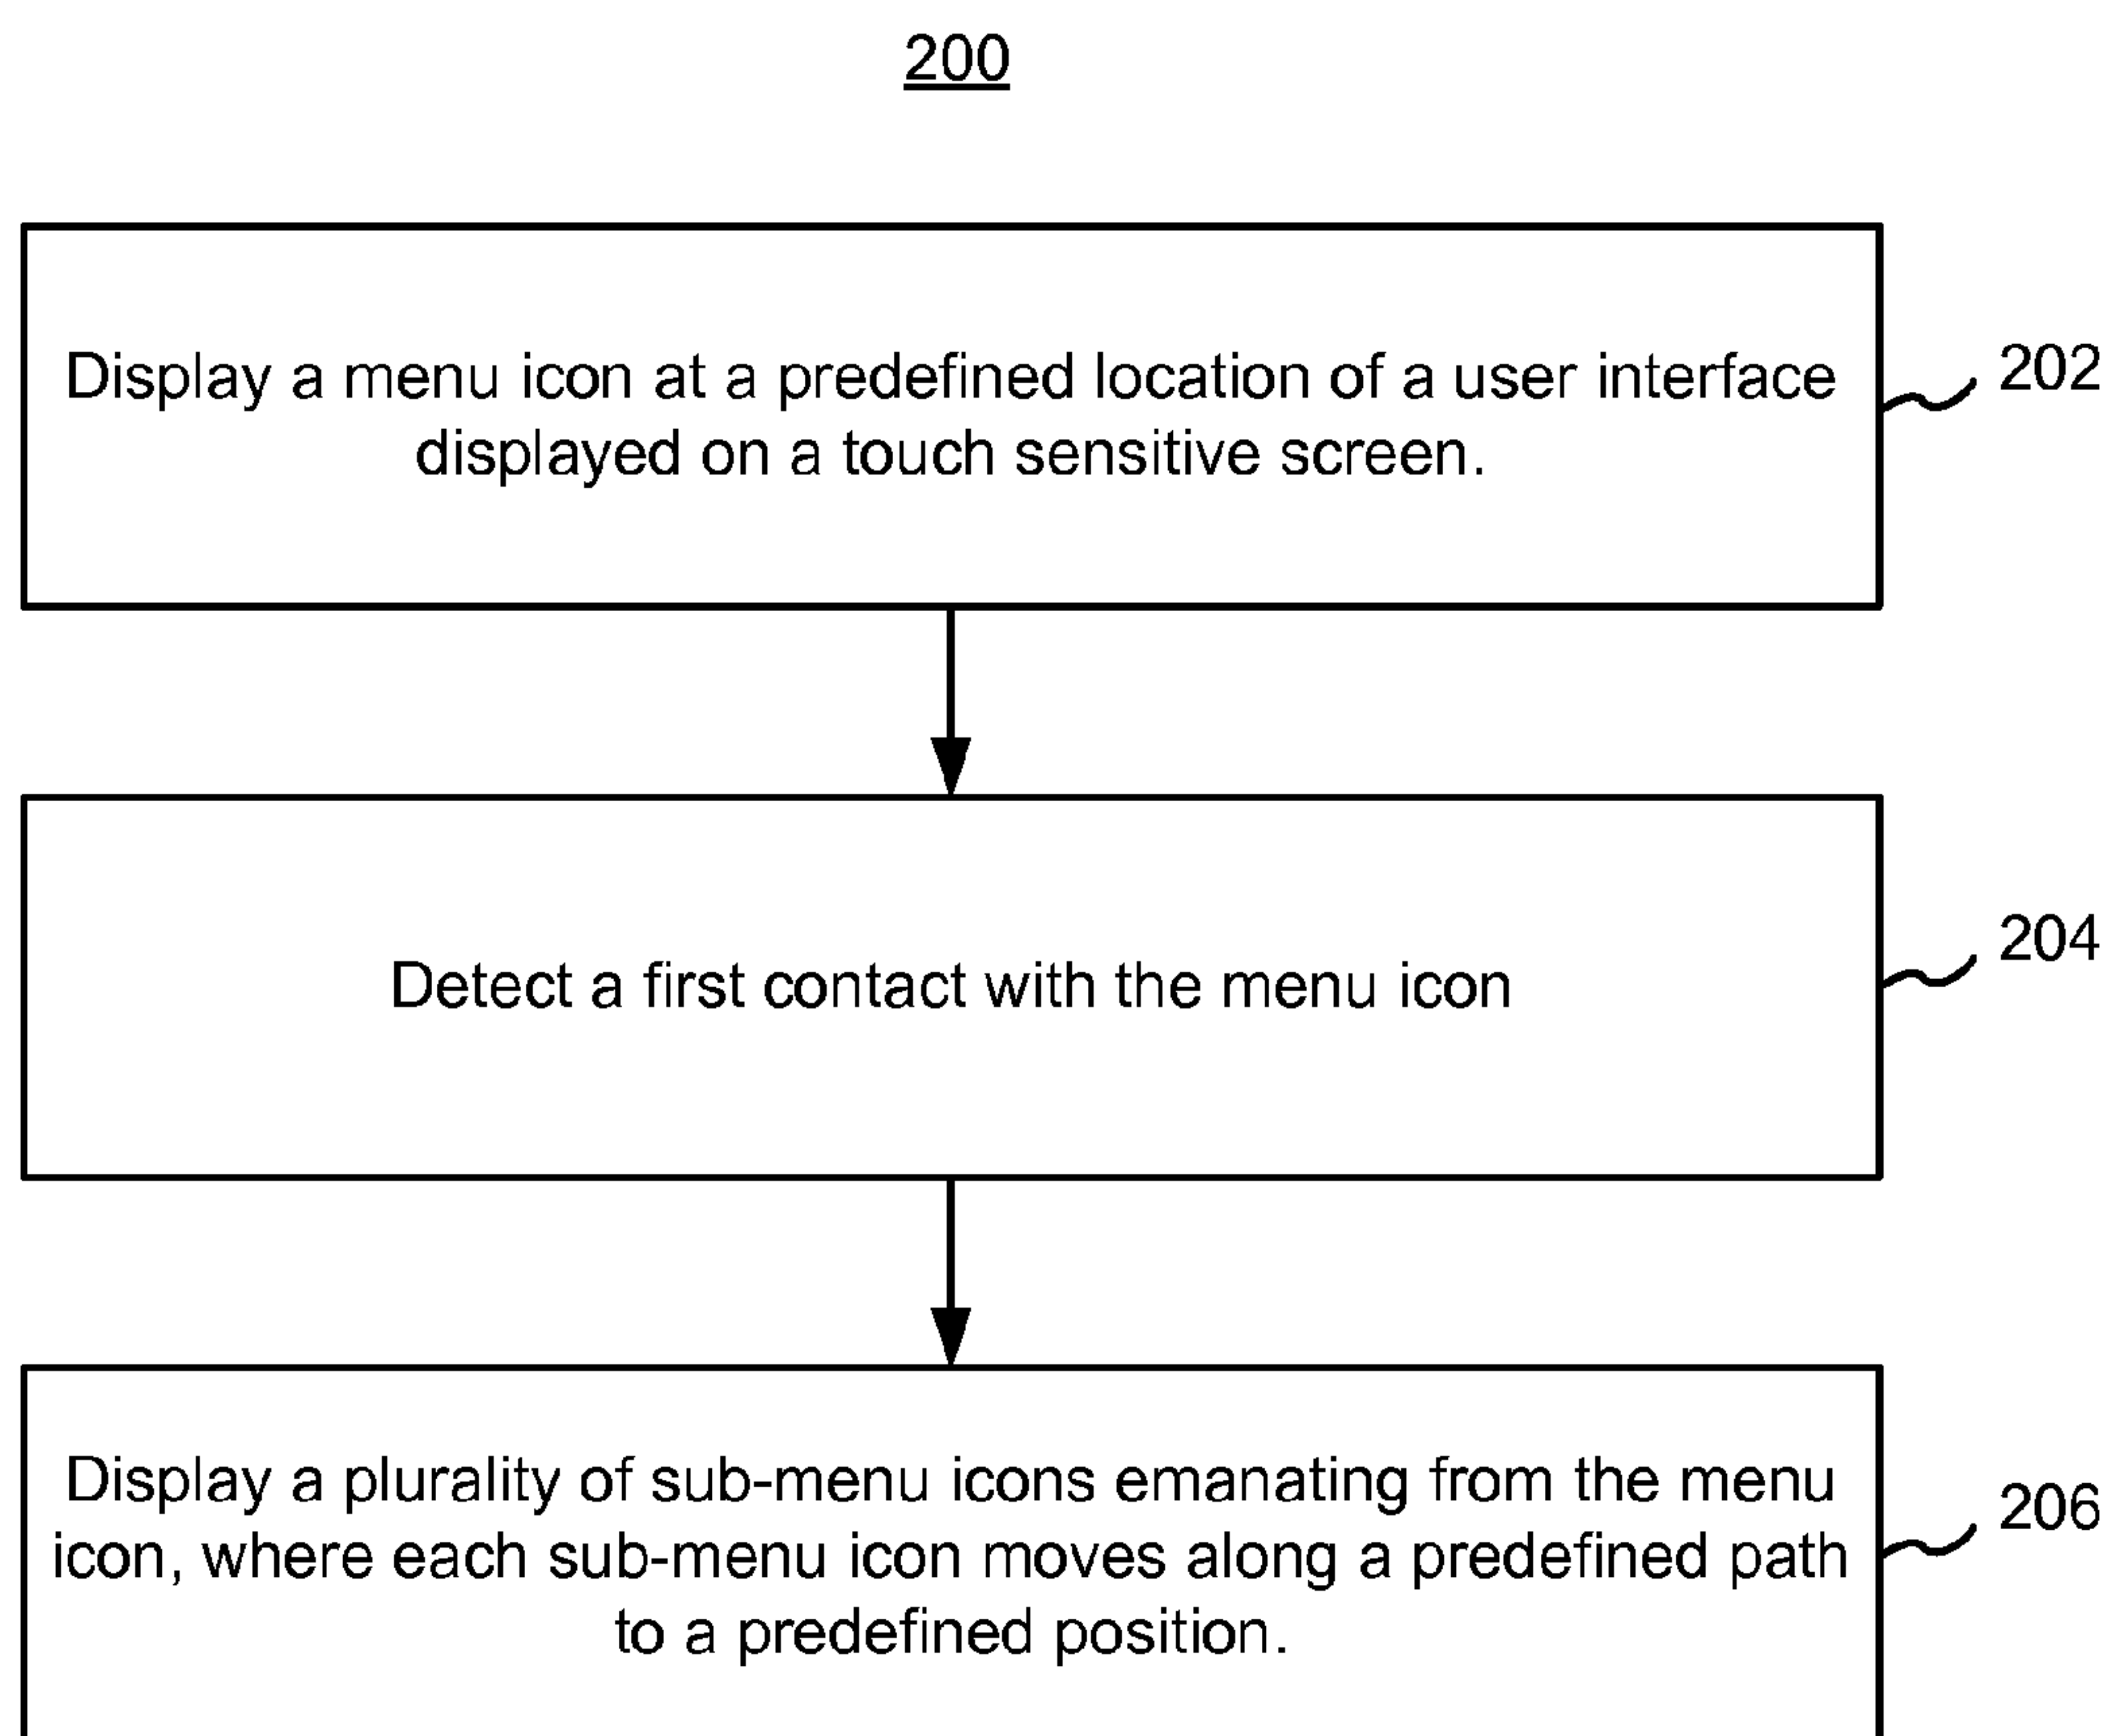 200
Display a menu icon at a predefined location of a user interface
displayed on a touch sensitive screen.
202
Detect a first contact with the menu icon
204
Display a plurality of sub-menu icons emanating from the menu
icon, where each sub-menu icon moves along a predefined path
to a predefined position.
206